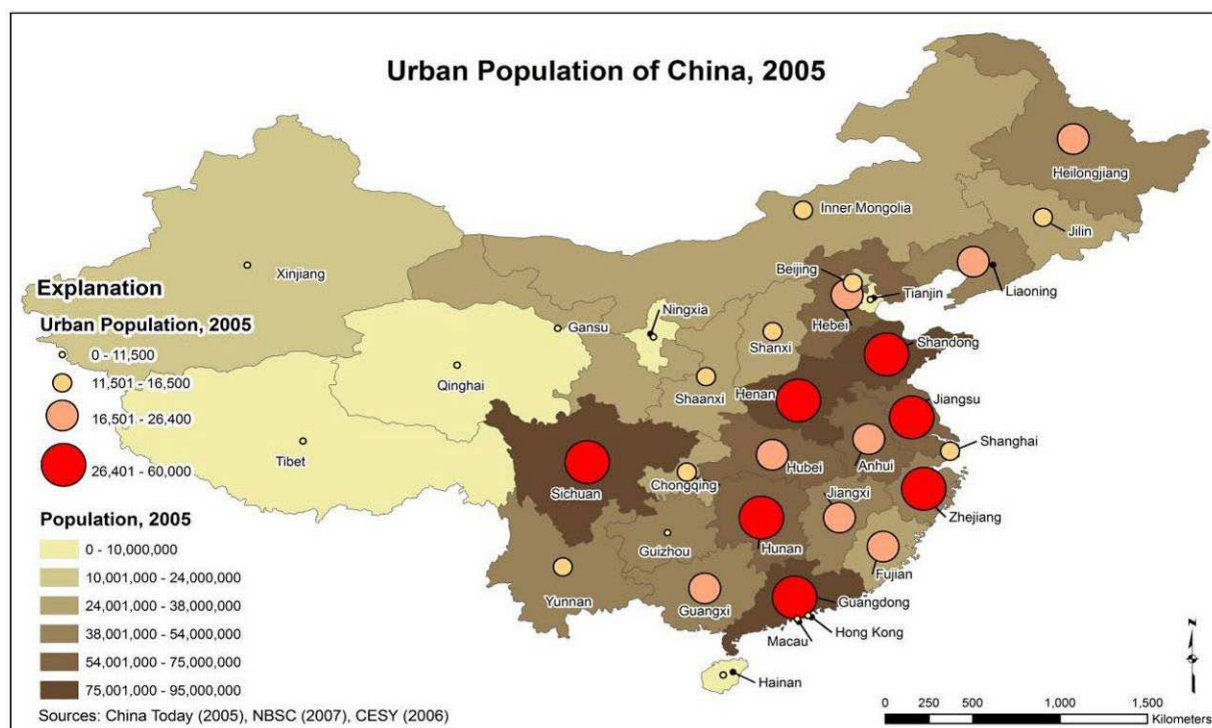 Urban Population of China, 2005
Heilongjiang
Inner Mongolia
Jilin
Beijing
Xinjiang
Tianjin
Liaoning
Explanation
Ningxia
Hebei
Urban Population, 2005
Gansu
Shanxi
Shandong
0 - 11,500
Qinghai
11,501 - 16,500
Shaanxi
Henan
Jiangsu
16,501 - 26,400
Shanghai
Tibet
Hubei
Anhui
26,401 - 60,000
Sichuan
Chongqing
Jiangxi
Zhejiang
Population, 2005
Guizhou
Hunan
0 - 10,000,000
Fujian
10,001,000 - 24,000,000
Yunnan
Guangxi
Guangdong
24,001,000 - 38,000,000
Hong Kong
38,001,000 - 54,000,000
Macau
N
54,001,000 - 75,000,000
Hainan
75,001,000 - 95,000,000
0 250 500 1,000 1,500
Kilometers
Sources: China Today (2005), NBSC (2007), CESY (2006)